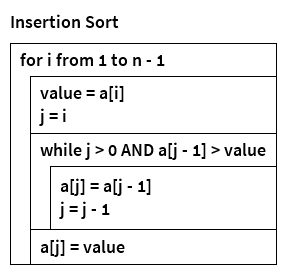 Insertion Sort
for i from 1 to n - 1
value = a[i]
j = i
while j > 0 AND a[j - 1] > value
a[j] = a[j - 1]
j = j - 1
a[j] = value